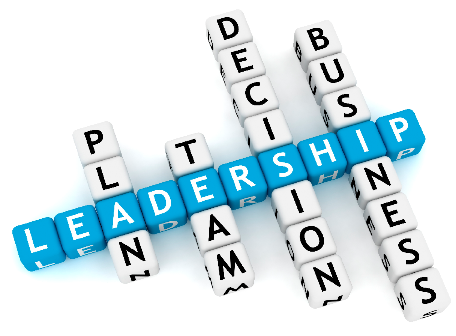 PLAN
TEAM
DECISION
BUSINESS
LEADERSHIP